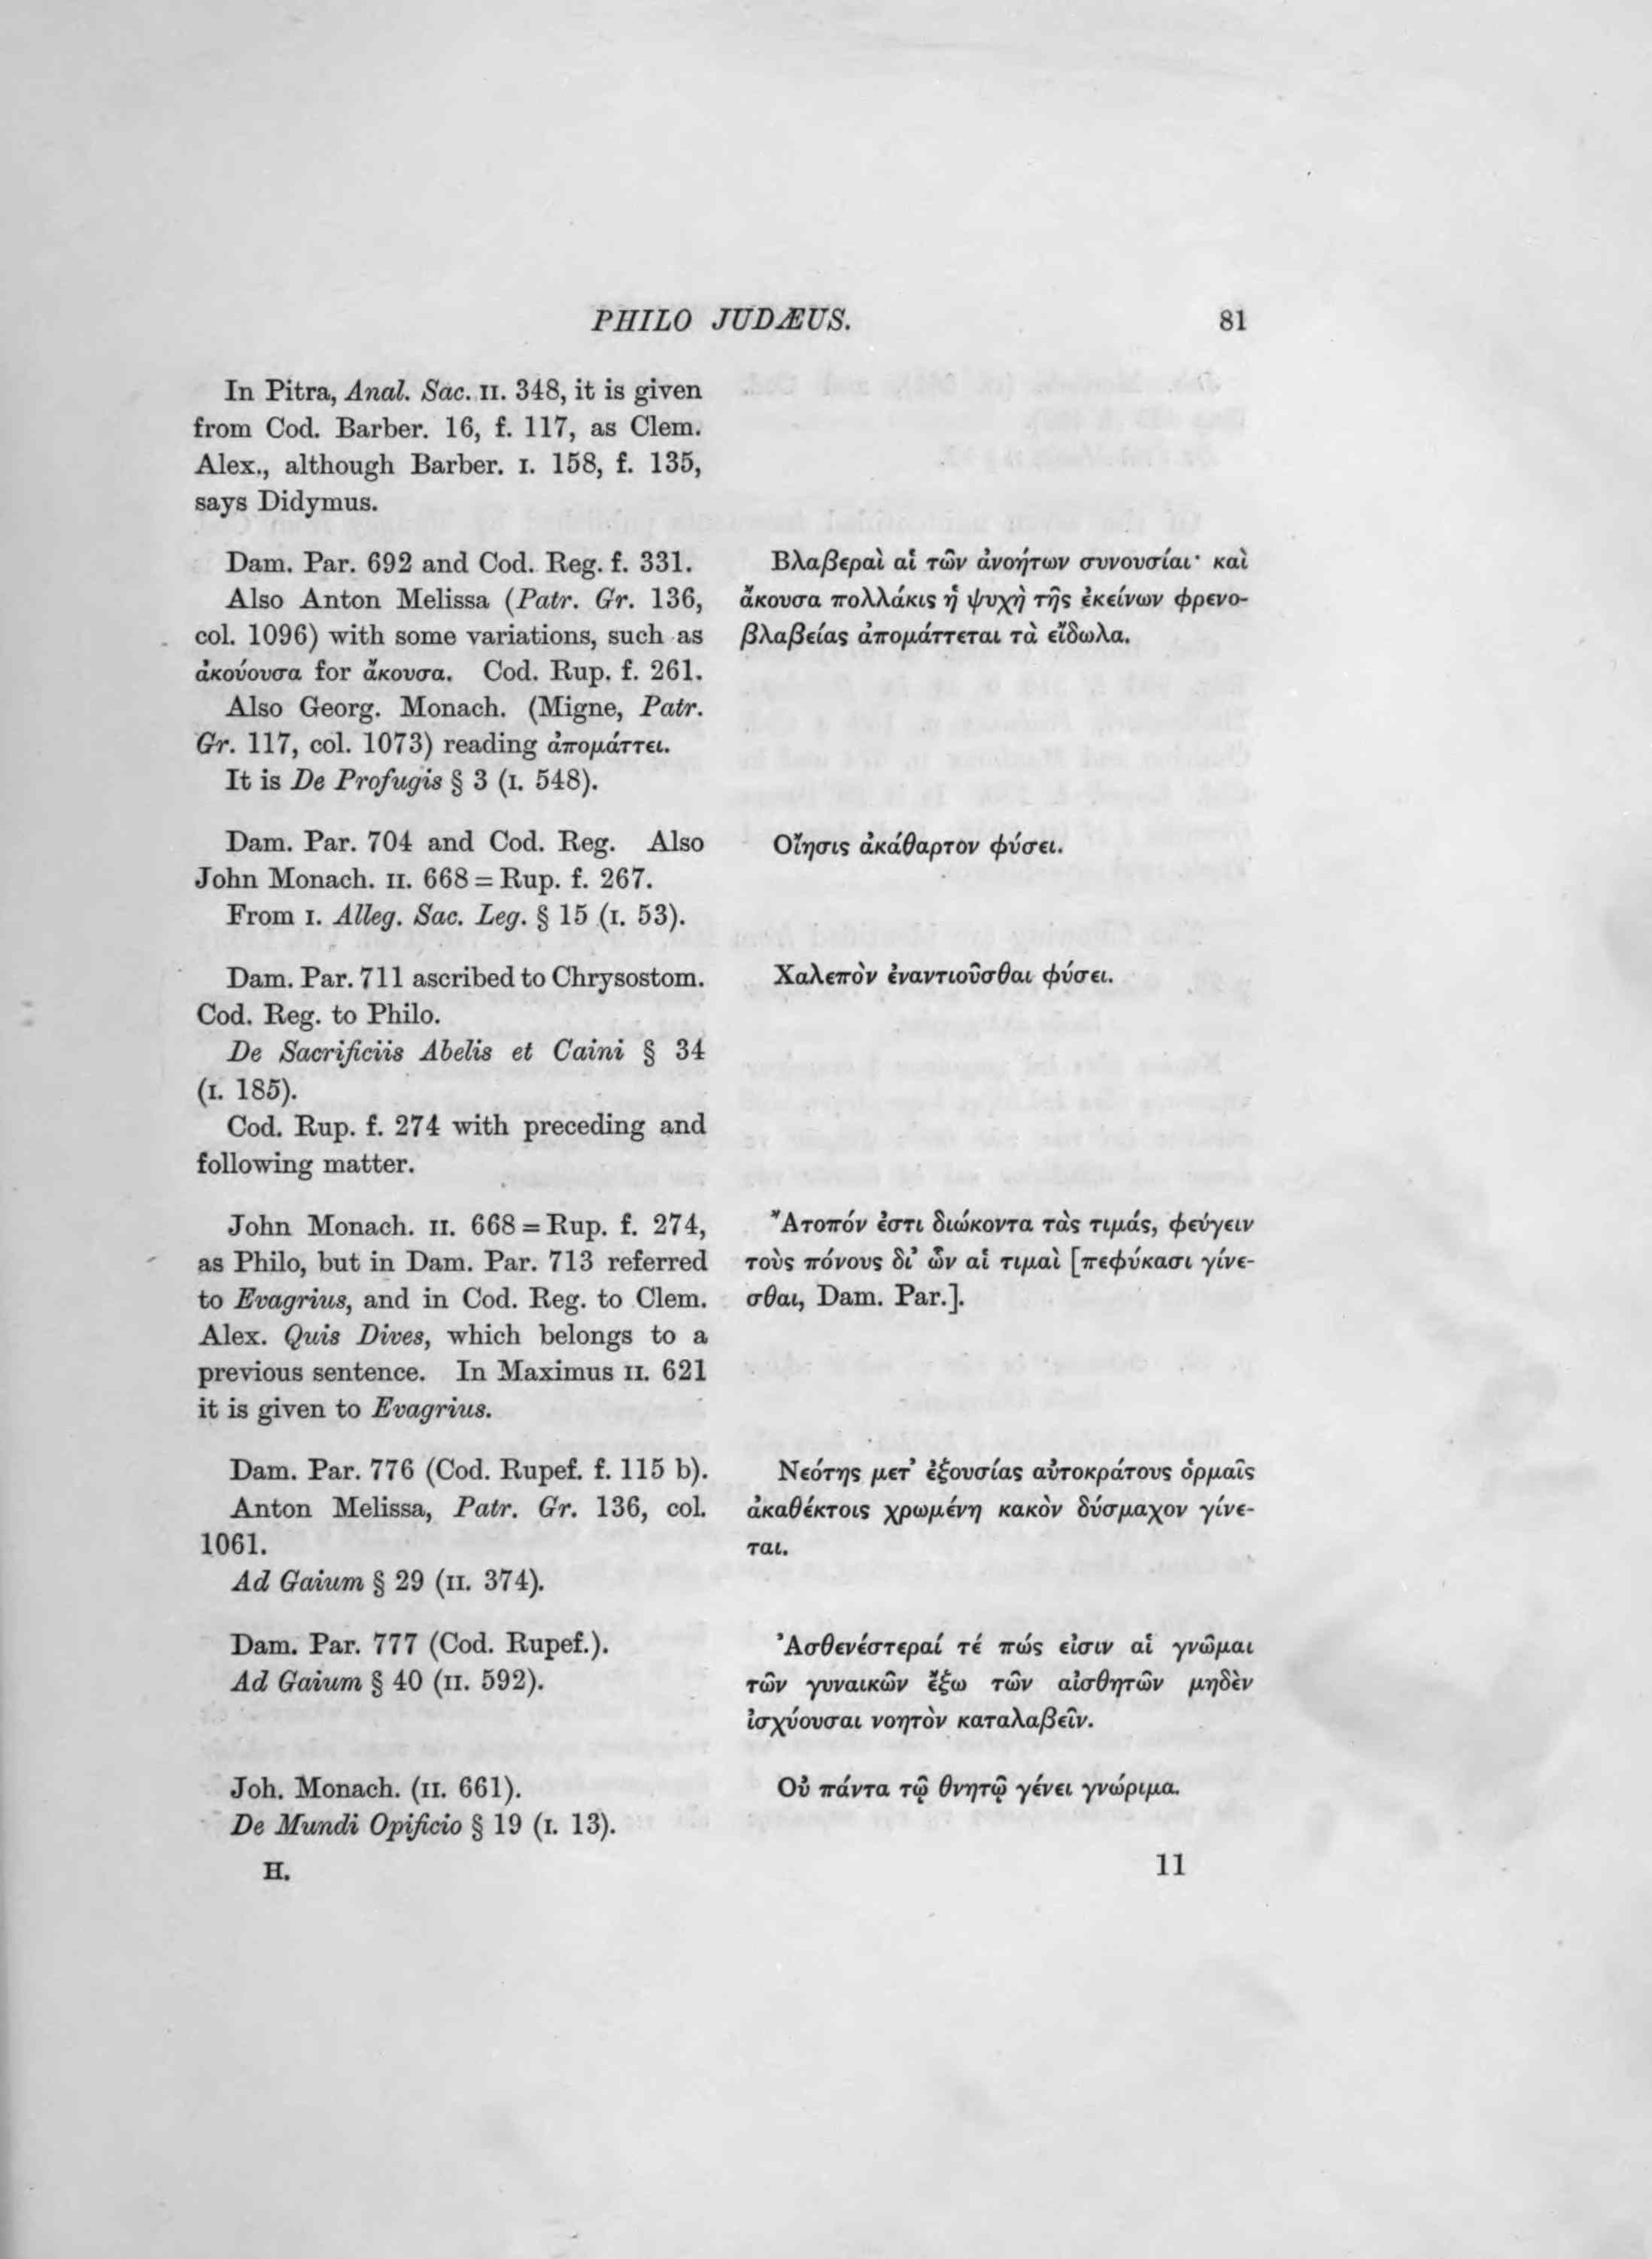 PHILO JUDÆUS. 81
In Pitra, Anal. Sac. II. 348, it is given
from Cod. Barber. 16, f. 117, as Clem.
Alex., although Barber. I. 158, f. 135,
says Didymus.
Dam. Par. 692 and Cod. Reg. f. 331.
Also Anton Melissa (Patr. Gr. 136,
col. 1096) with some variations, such as
ἀκούουσα for ἄκουσα. Cod. Rup. f. 261.
Also Georg. Monach. (Migne, Patr.
Gr. 117, col. 1073) reading ἀπομάττει.
It is De Profugis § 3 (I. 548).
Βλαβεραὶ αἱ τῶν ἀνοήτων συνουσίαι· καὶ
ἄκουσα πολλάκις ἡ ψυχὴ τῆς ἐκείνων φρενο-
βλαβείας ἀπομάττεται τὰ εἴδωλα.
Dam. Par. 704 and Cod. Reg. Also
John Monach. II. 668 = Rup. f. 267.
From I. Alleg. Sac. Leg. § 15 (I. 53).
Οἴησις ἀκάθαρτον φύσει.
Dam. Par. 711 ascribed to Chrysostom.
Cod. Reg. to Philo.
De Sacrificiis Abelis et Caini § 34
(I. 185).
Cod. Rup. f. 274 with preceding and
following matter.
Χαλεπὸν ἐναντιοῦσθαι φύσει.
John Monach. II. 668 = Rup. f. 274,
as Philo, but in Dam. Par. 713 referred
to Evagrius, and in Cod. Reg. to Clem.
Alex. Quis Dives, which belongs to a
previous sentence. In Maximus II. 621
it is given to Evagrius.
Ἄτοπόν ἐστι διώκοντα τὰς τιμάς, φεύγειν
τοὺς πόνους δι’ ὧν αἱ τιμαὶ [πεφύκασι γίνε-
σθαι, Dam. Par.].
Dam. Par. 776 (Cod. Rupef. f. 115 b).
Anton Melissa, Patr. Gr. 136, col.
1061.
Ad Gaium § 29 (II. 374).
Νεότης μετ’ ἐξουσίας αὐτοκράτους ὁρμαῖς
ἀκαθέκτοις χρωμένη κακὸν δύσμαχον γίνε-
ται.
Dam. Par. 777 (Cod. Rupef.).
Ad Gaium § 40 (II. 592).
Ἀσθενέστεραί τέ πώς εἰσιν αἱ γνῶμαι
τῶν γυναικῶν ἔξω τῶν αἰσθητῶν μηδὲν
ἰσχύουσαι νοητὸν καταλαβεῖν.
Joh. Monach. (II. 661).
De Mundi Opificio § 19 (I. 13).
Οὐ πάντα τῷ θνητῷ γένει γνώριμα.
H. 11